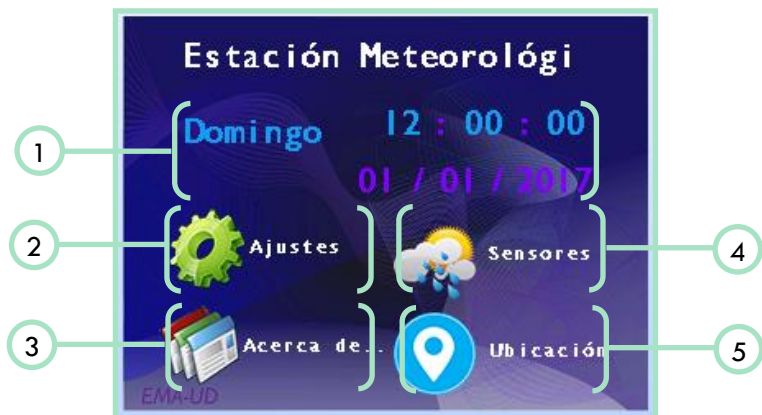 Estación Meteorológi
Domingo 12 : 00 : 00
01 / 01 / 2017
1
2 Ajustes Sensores 4
3 Acerca de.. Ubicación 5
EMA-UD